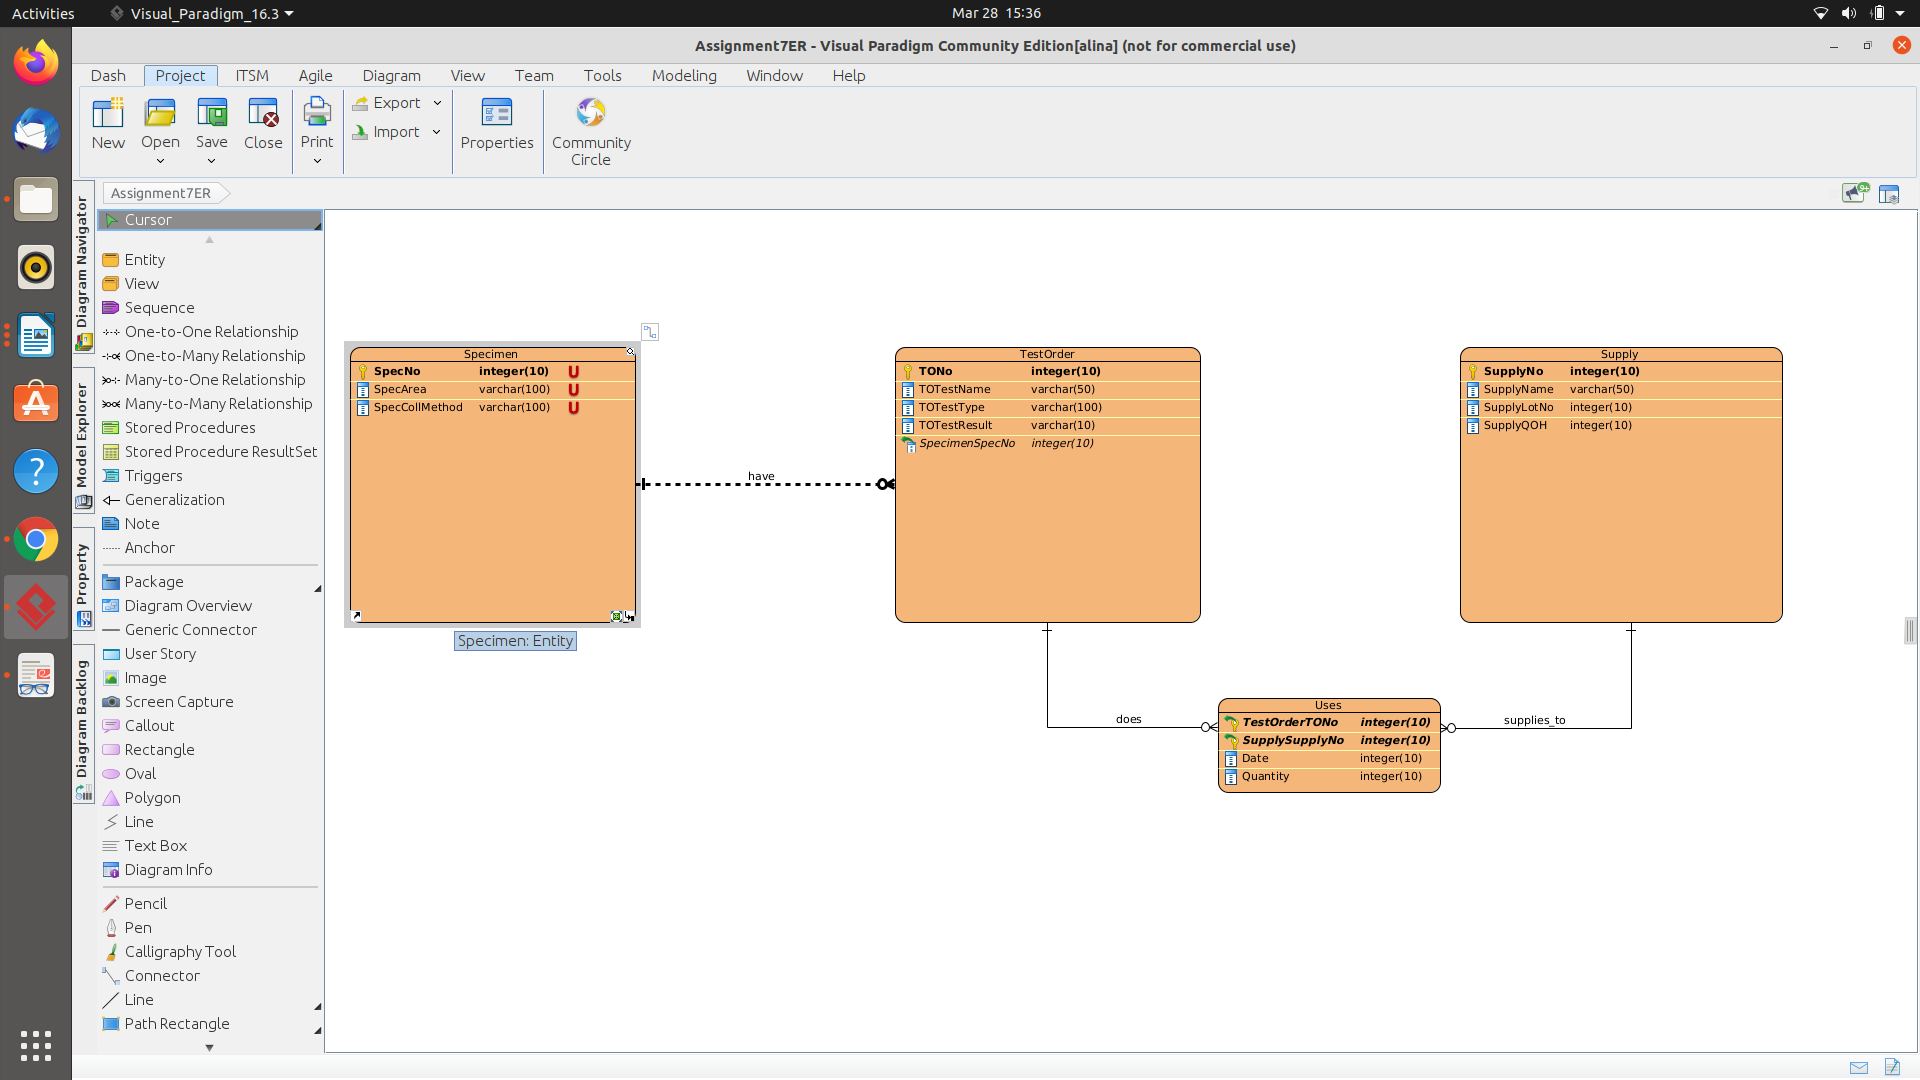 Activities
Visual_Paradigm_16.3
Mar 28 15:36
Assignment7ER - Visual Paradigm Community Edition[alina] (not for commercial use)
Dash Project ITSM Agile Diagram View Team Tools Modeling Window Help
New
Open
Save
Close
Print
Export
Import
Properties
Community
Circle
Assignment7ER
9+
Diagram Navigator
Model Explorer
Property
Diagram Backlog
Cursor
Entity
View
Sequence
One-to-One Relationship
One-to-Many Relationship
Many-to-One Relationship
Many-to-Many Relationship
Stored Procedures
Stored Procedure ResultSet
Triggers
Generalization
Note
Anchor
Package
Diagram Overview
Generic Connector
User Story
Image
Screen Capture
Callout
Rectangle
Oval
Polygon
Line
Text Box
Diagram Info
Pencil
Pen
Calligraphy Tool
Connector
Line
Path Rectangle
Specimen
SpecNo integer(10) U
SpecArea varchar(100) U
SpecCollMethod varchar(100) U
Specimen: Entity
have
TestOrder
TONo integer(10)
TOTestName varchar(50)
TOTestType varchar(100)
TOTestResult varchar(10)
SpecimenSpecNo integer(10)
Supply
SupplyNo integer(10)
SupplyName varchar(50)
SupplyLotNo integer(10)
SupplyQOH integer(10)
does
Uses
TestOrderTONo integer(10)
SupplySupplyNo integer(10)
Date integer(10)
Quantity integer(10)
supplies_to